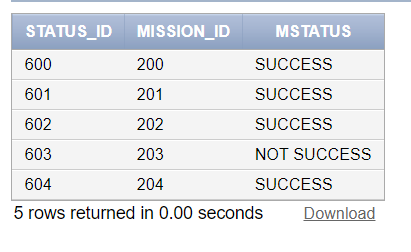 STATUS_ID MISSION_ID MSTATUS
600 200 SUCCESS
601 201 SUCCESS
602 202 SUCCESS
603 203 NOT SUCCESS
604 204 SUCCESS
5 rows returned in 0.00 seconds Download